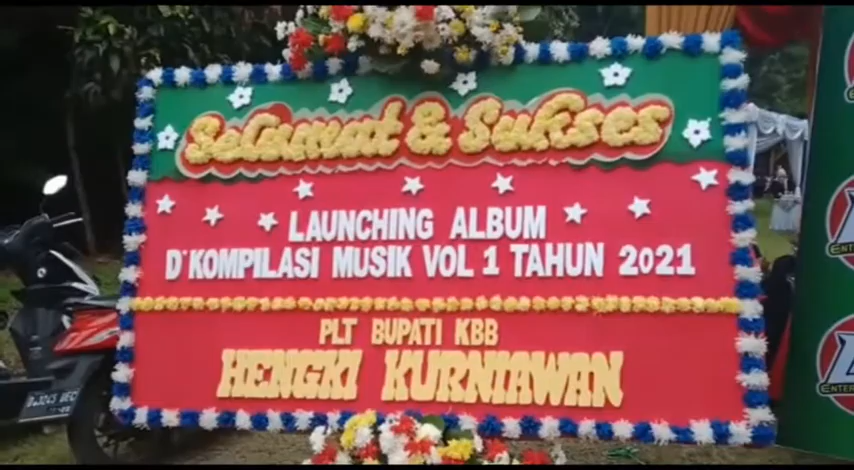 Selamat & Sukses
LAUNCHING ALBUM
D'KOMPILASI MUSIK VOL 1 TAHUN 2021
PLT BUPATI KBB
HENGKI KURNIAWAN